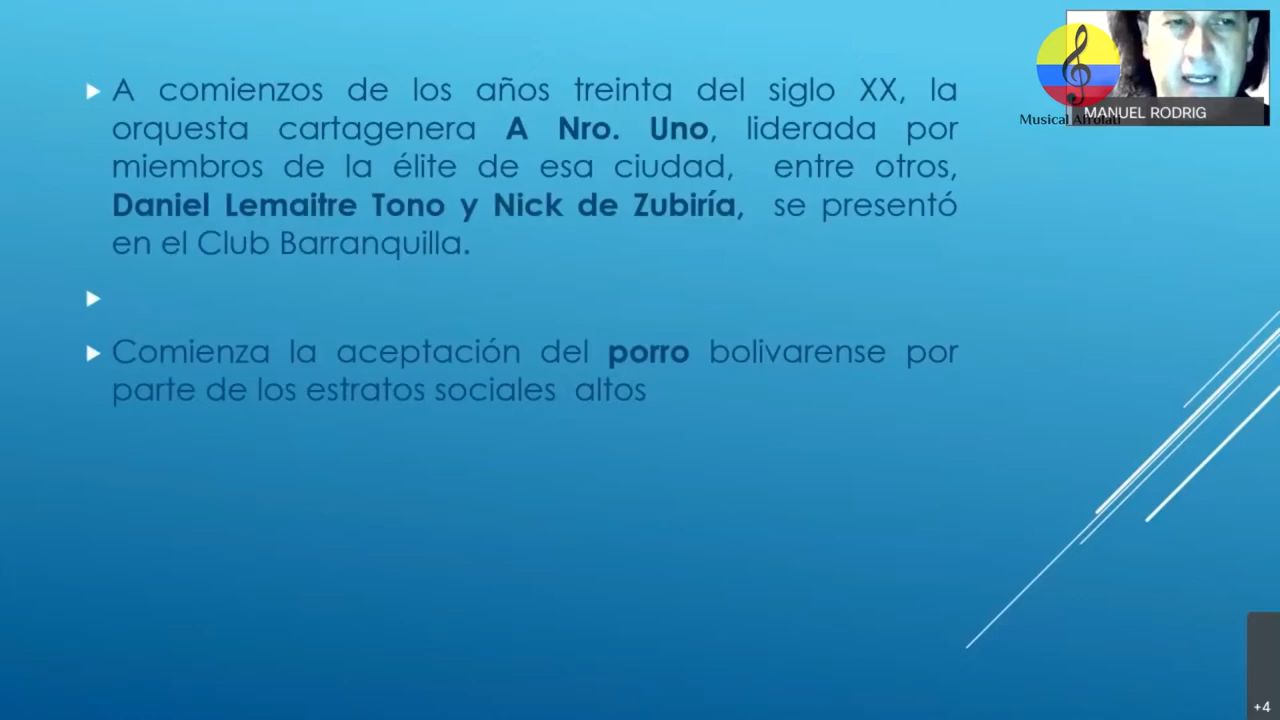 A comienzos de los años treinta del siglo XX, la
orquesta cartagenera A Nro. Uno, liderada por
miembros de la élite de esa ciudad, entre otros,
Daniel Lemaitre Tono y Nick de Zubiría, se presentó
en el Club Barranquilla.
Comienza la aceptación del porro bolivarense por
parte de los estratos sociales altos
Musical Afrolati
MANUEL RODRIG
+4